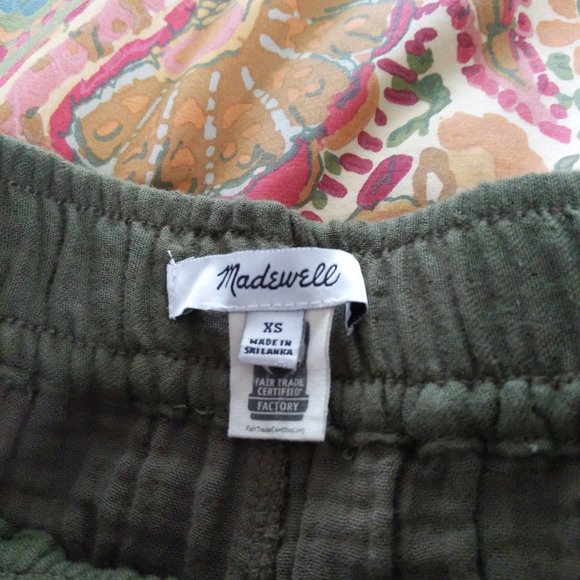 Madewell
XS
MADE IN
SRI LANKA
FAIR TRADE
CERTIFIED
FACTORY
FairTradeCertified.org